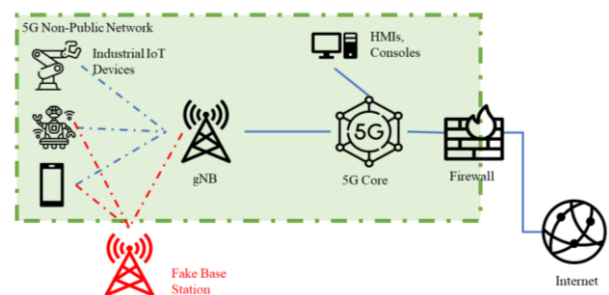 5G Non-Public Network
Industrial IoT
Devices
HMIs,
Consoles
5G
gNB
5G Core
Firewall
Fake Base
Station
Internet